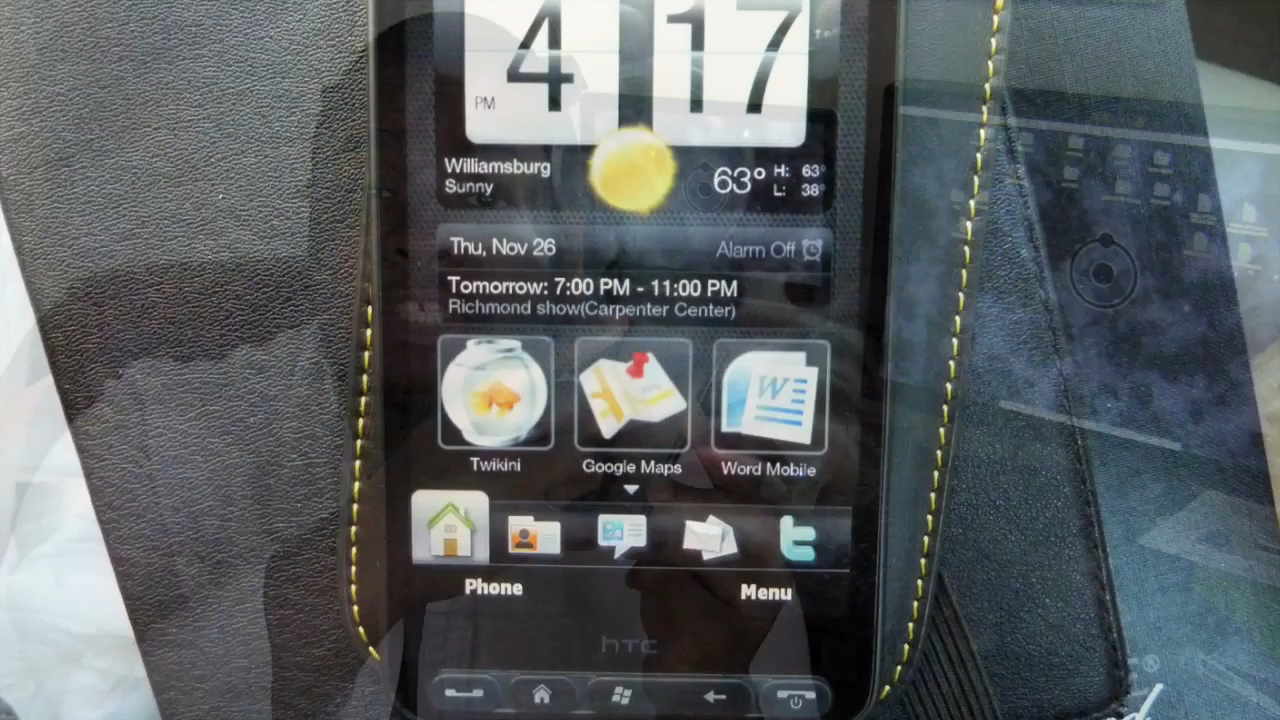 4 17
PM
Williamsburg
Sunny
63° H: 63°
L: 38°
Thu, Nov 26
Alarm Off
Tomorrow: 7:00 PM - 11:00 PM
Richmond show(Carpenter Center)
W
Twikini
Google Maps
Word Mobile
t
Phone
Menu
hTC